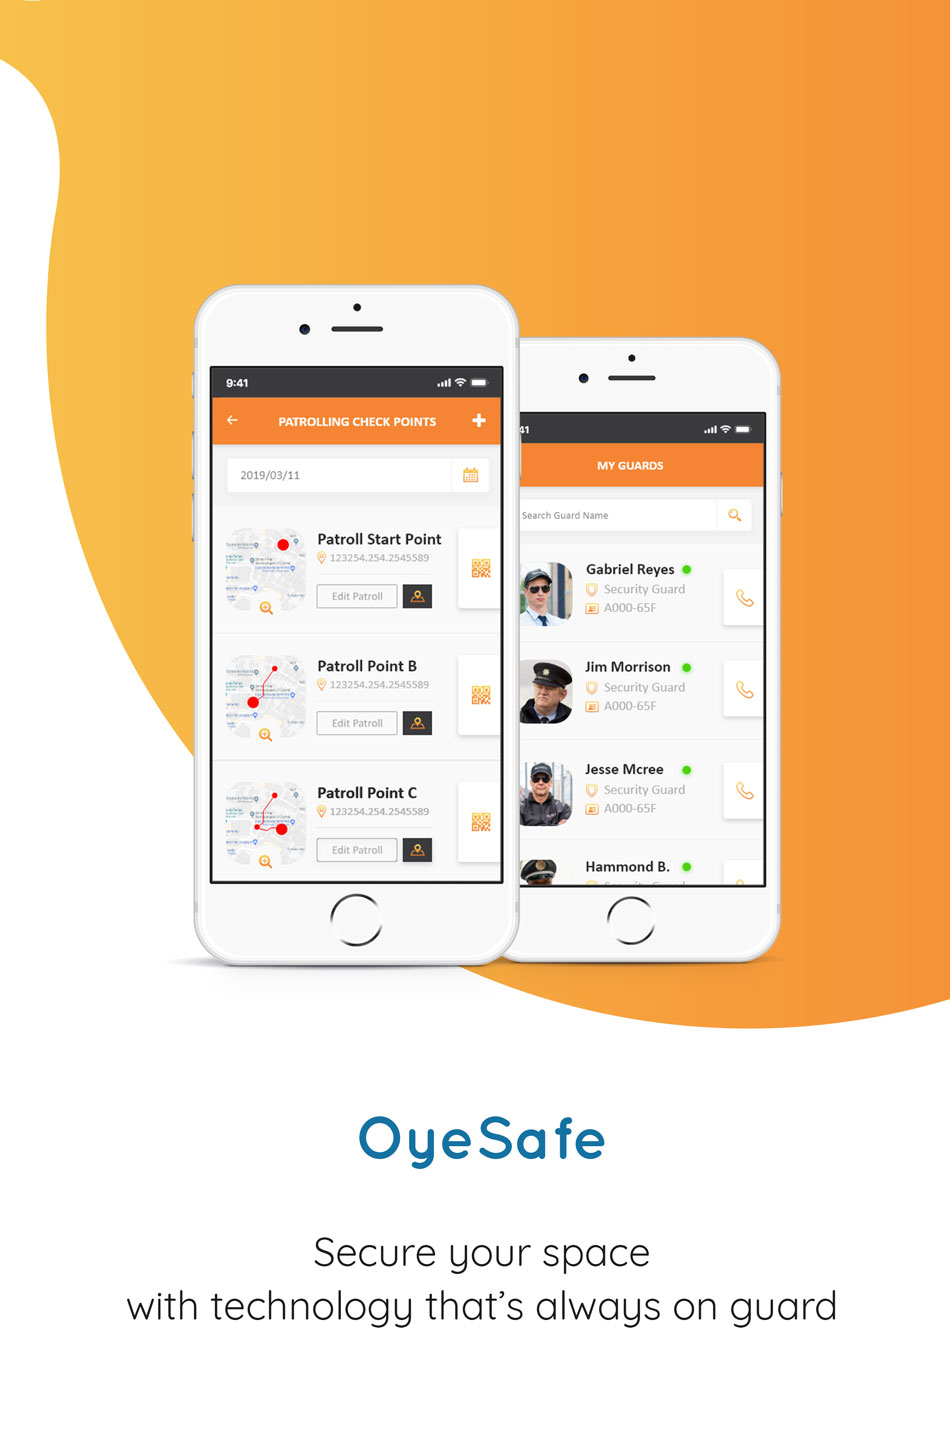 9:41
PATROLLING CHECK POINTS
2019/03/11
Patroll Start Point
123254.254.2545589
Edit Patroll
Patroll Point B
123254.254.2545589
Edit Patroll
Patroll Point C
123254.254.2545589
Edit Patroll
41
MY GUARDS
Search Guard Name
Gabriel Reyes
Security Guard
A000-65F
Jim Morrison
Security Guard
A000-65F
Jesse Mcree
Security Guard
A000-65F
Hammond B.
Security Guard
OyeSafe
Secure your space
with technology that's always on guard